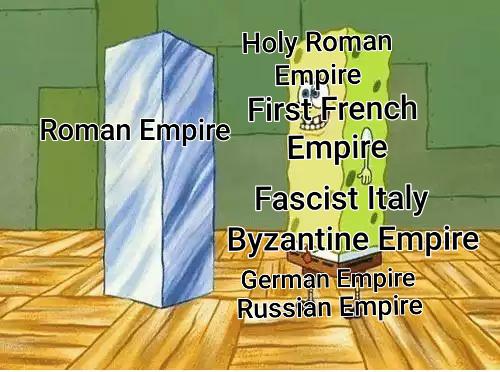 Roman Empire
Holy Roman
Empire
First French
Empire
Fascist Italy
Byzantine Empire
German Empire
Russian Empire